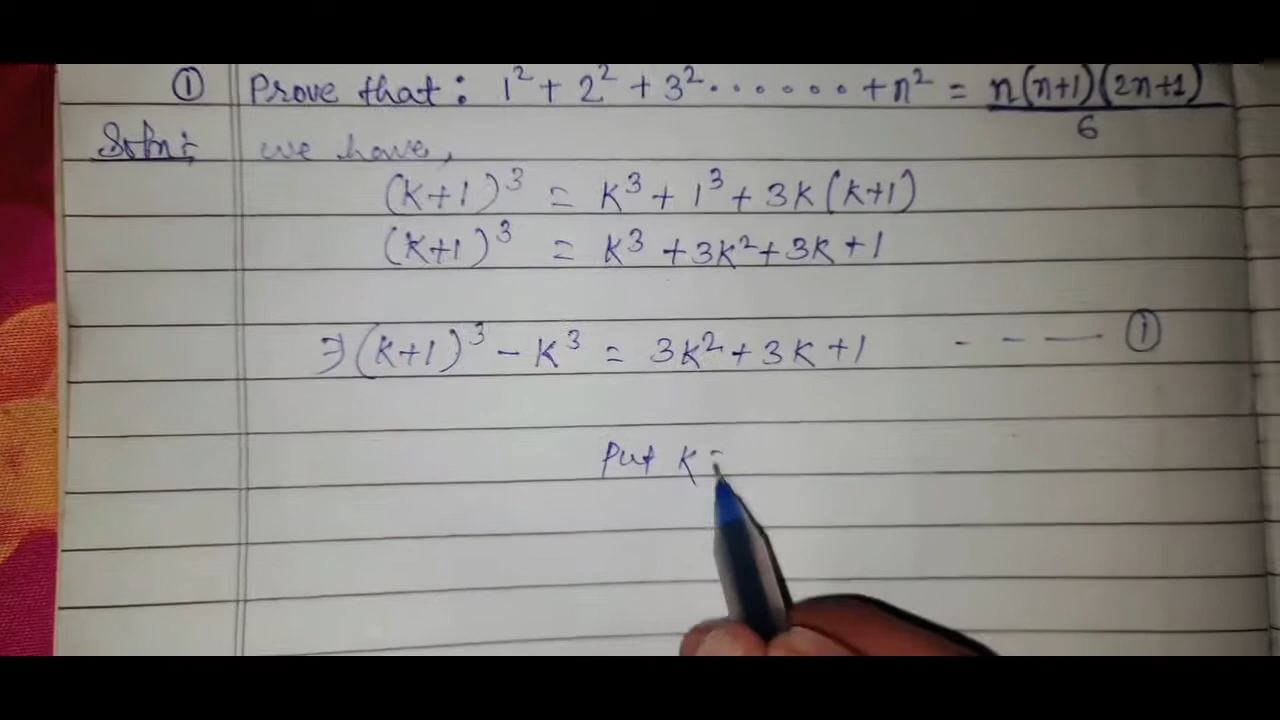 ① Prove that: 1² + 2² + 3² ...... + n² = n(n+1)(2n+1)/6
Soln: we have,
(k+1)³ = k³ + 1³ + 3k(k+1)
(k+1)³ = k³ + 3k² + 3k + 1
∋ (k+1)³ - k³ = 3k² + 3k + 1 - - — ①
Put k =